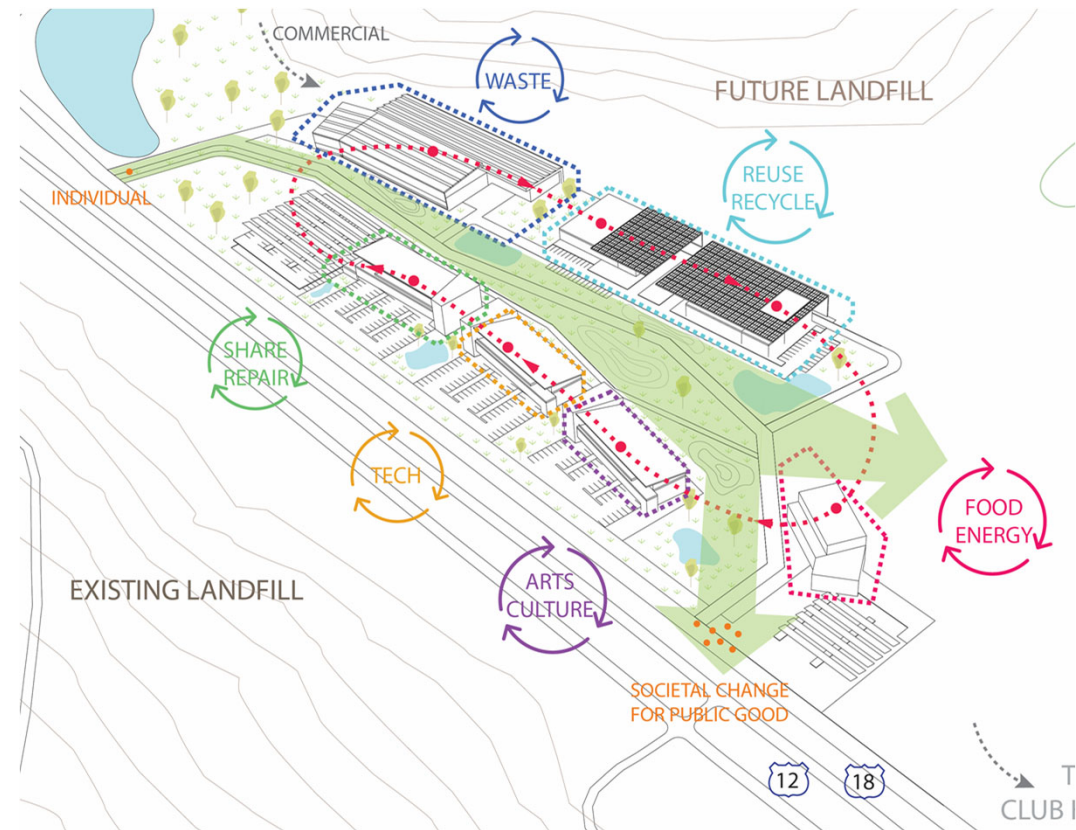 COMMERCIAL
WASTE
FUTURE LANDFILL
REUSE
RECYCLE
INDIVIDUAL
SHARE
REPAIR
TECH
FOOD
ENERGY
ARTS
CULTURE
EXISTING LANDFILL
SOCIETAL CHANGE
FOR PUBLIC GOOD
12
18
T
CLUB